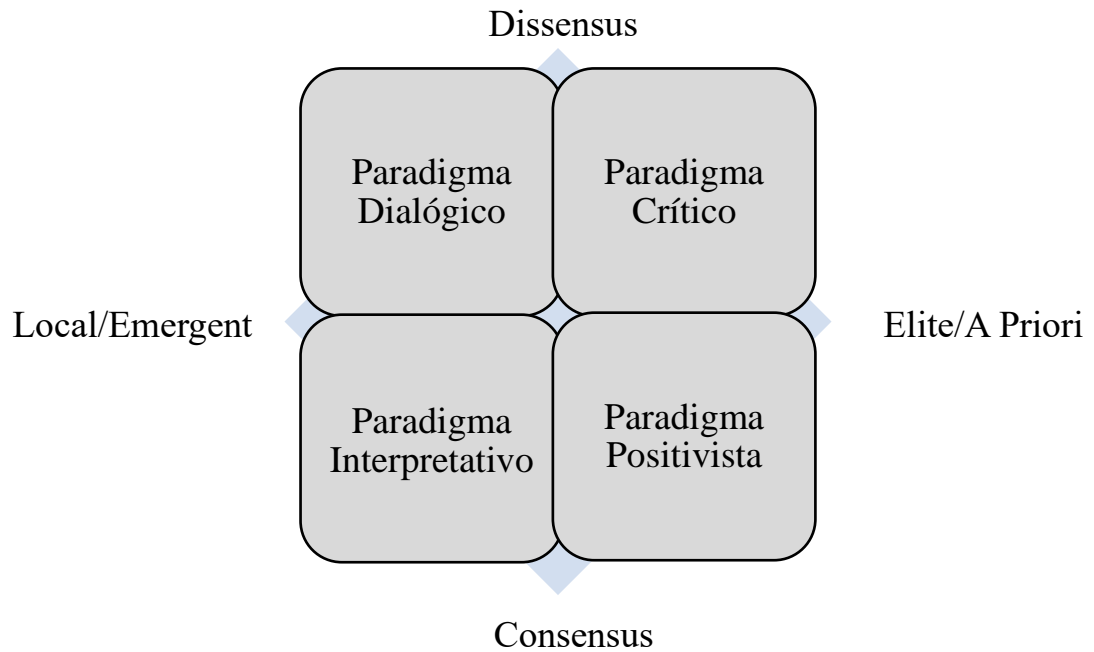 Dissensus
Paradigma
Dialógico
Paradigma
Crítico
Local/Emergent
Elite/A Priori
Paradigma
Interpretativo
Paradigma
Positivista
Consensus